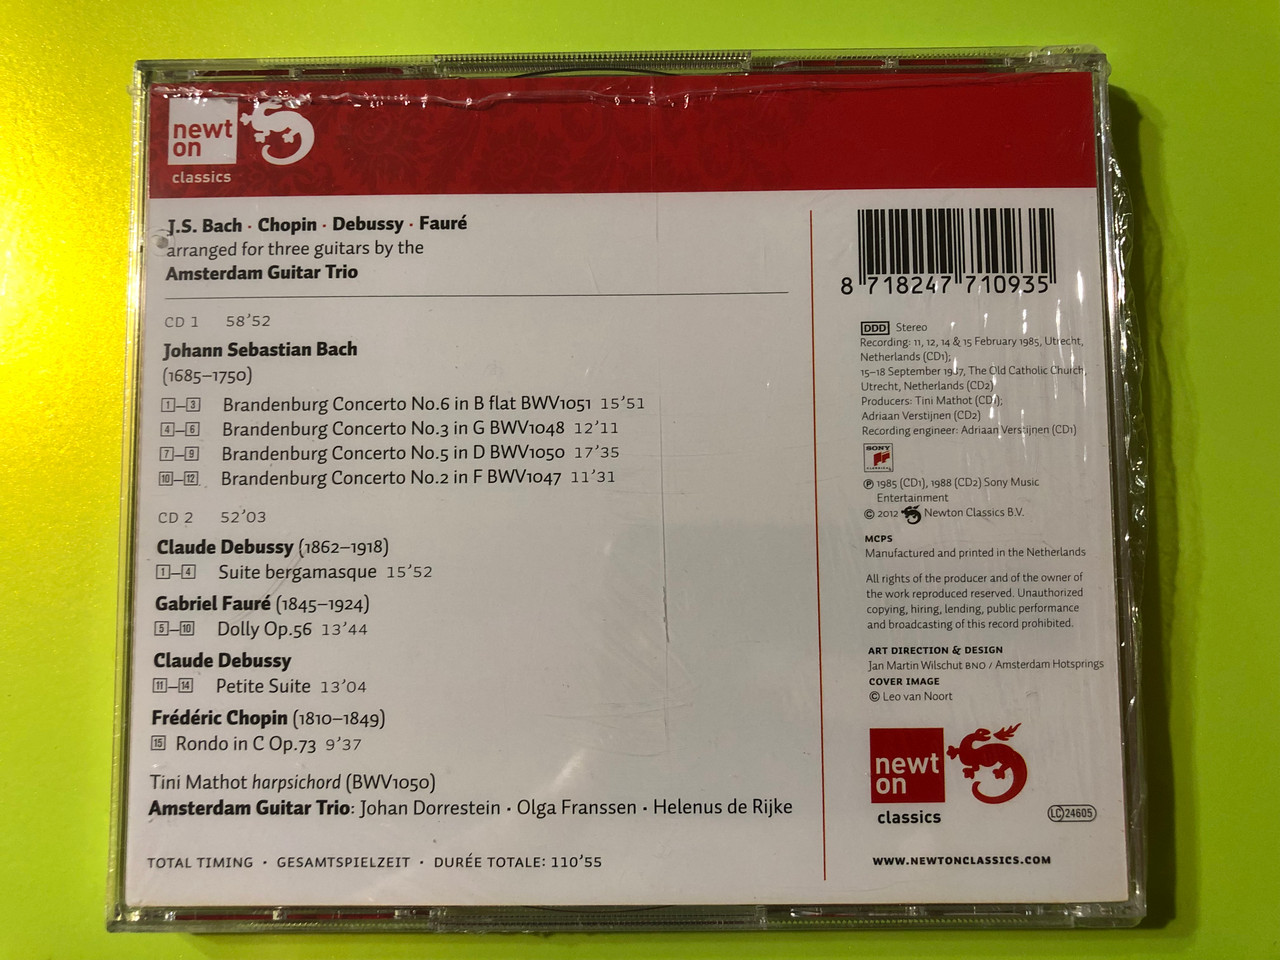 newt
on
classics
J.S. Bach · Chopin · Debussy · Fauré
arranged for three guitars by the
Amsterdam Guitar Trio
CD 1 58’52
Johann Sebastian Bach
(1685–1750)
1–3 Brandenburg Concerto No.6 in B flat BWV1051 15’51
4–6 Brandenburg Concerto No.3 in G BWV1048 12’11
7–9 Brandenburg Concerto No.5 in D BWV1050 17’35
10–12 Brandenburg Concerto No.2 in F BWV1047 11’31
CD 2 52’03
Claude Debussy (1862–1918)
1–4 Suite bergamasque 15’52
Gabriel Fauré (1845–1924)
5–10 Dolly Op.56 13’44
Claude Debussy
11–14 Petite Suite 13’04
Frédéric Chopin (1810–1849)
15 Rondo in C Op.73 9’37
Tini Mathot harpsichord (BWV1050)
Amsterdam Guitar Trio: Johan Dorrestein · Olga Franssen · Helenus de Rijke
TOTAL TIMING · GESAMTSPIELZEIT · DURÉE TOTALE: 110’55
8 718247 710935
DDD Stereo
Recording: 11, 12, 14 & 15 February 1985, Utrecht,
Netherlands (CD1);
15–18 September 1987, The Old Catholic Church,
Utrecht, Netherlands (CD2)
Producers: Tini Mathot (CD1);
Adriaan Verstijnen (CD2)
Recording engineer: Adriaan Verstijnen (CD1)
SONY
CLASSICAL
℗ 1985 (CD1), 1988 (CD2) Sony Music
Entertainment
© 2012 Newton Classics B.V.
MCPS
Manufactured and printed in the Netherlands
All rights of the producer and of the owner of
the work reproduced reserved. Unauthorized
copying, hiring, lending, public performance
and broadcasting of this record prohibited.
ART DIRECTION & DESIGN
Jan Martin Wilschut BNO / Amsterdam Hotsprings
COVER IMAGE
© Leo van Noort
newt
on
classics
LC 24605
WWW.NEWTONCLASSICS.COM